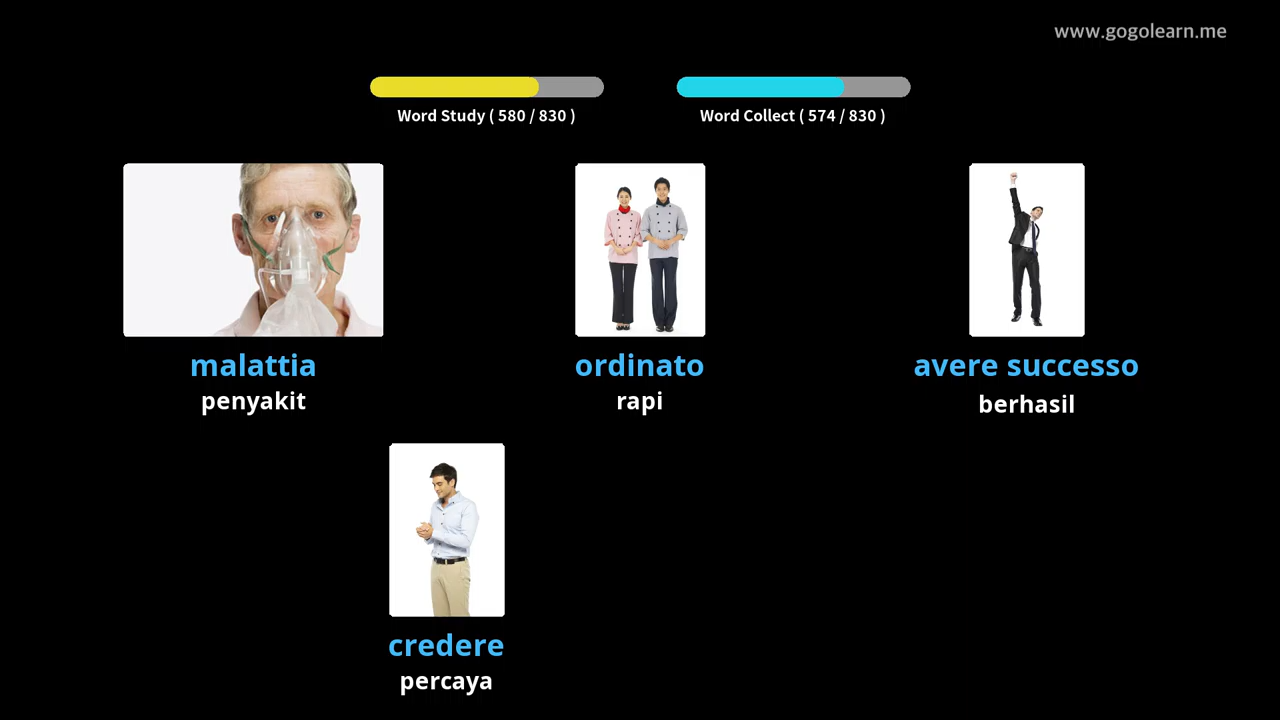 www.gogolearn.me
Word Study ( 580 / 830 )
Word Collect ( 574 / 830 )
malattia
penyakit
ordinato
rapi
avere successo
berhasil
credere
percaya